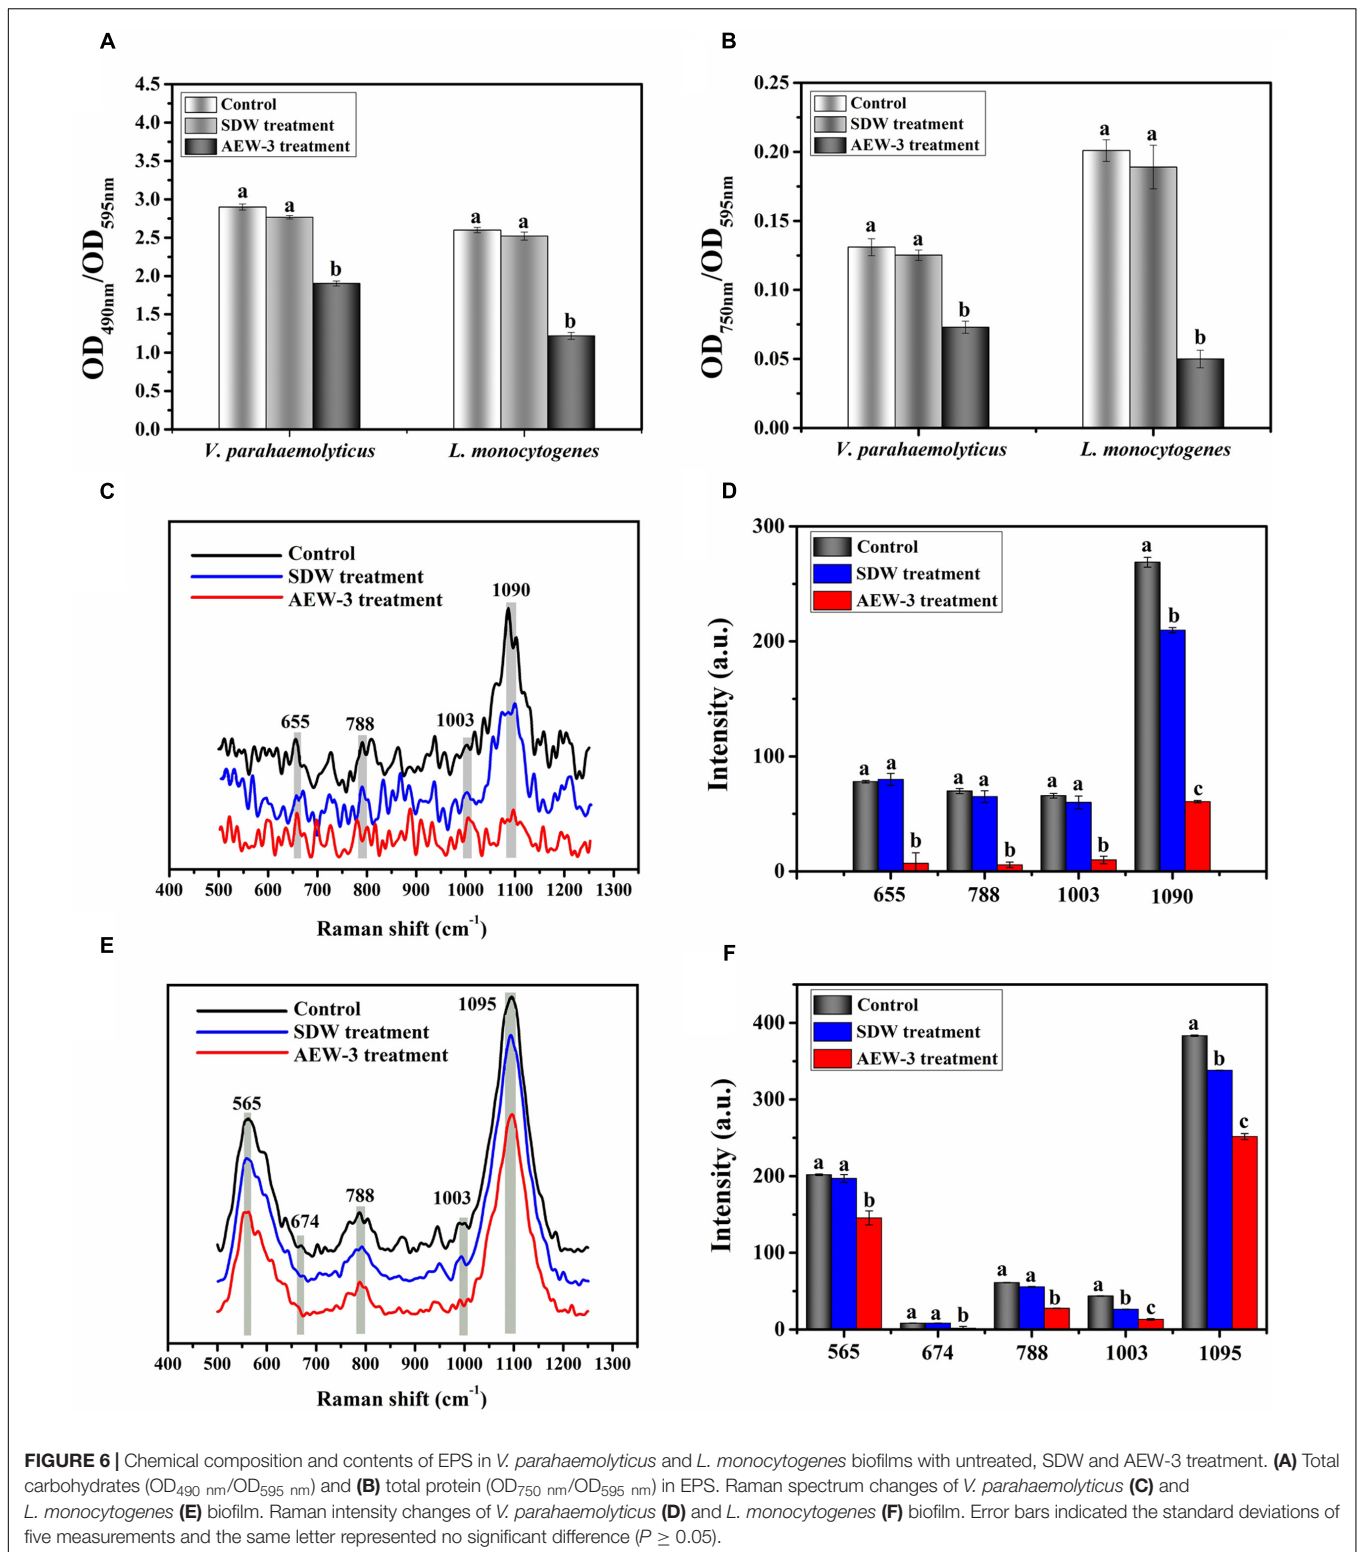 A
4.5
4.0
3.5
3.0
2.5
2.0
1.5
1.0
0.5
0.0
OD490nm/OD595nm
Control
SDW treatment
AEW-3 treatment
a
a
b
a
a
b
V. parahaemolyticus
L. monocytogenes
B
0.25
0.20
0.15
0.10
0.05
0.00
OD750nm/OD595nm
Control
SDW treatment
AEW-3 treatment
a
a
b
a
a
b
V. parahaemolyticus
L. monocytogenes
C
Control
SDW treatment
AEW-3 treatment
655
788
1003
1090
400 500 600 700 800 900 1000 1100 1200 1300
Raman shift (cm-1)
D
300
200
100
0
Intensity (a.u.)
Control
SDW treatment
AEW-3 treatment
a a b
a a b
a a b
a b c
655 788 1003 1090
E
Control
SDW treatment
AEW-3 treatment
565
674
788
1003
1095
400 500 600 700 800 900 1000 1100 1200 1300
Raman shift (cm-1)
F
400
300
200
100
0
Intensity (a.u.)
Control
SDW treatment
AEW-3 treatment
a a b
a a b
a a b
a b c
a b c
565 674 788 1003 1095
FIGURE 6 | Chemical composition and contents of EPS in V. parahaemolyticus and L. monocytogenes biofilms with untreated, SDW and AEW-3 treatment. (A) Total
carbohydrates (OD490 nm/OD595 nm) and (B) total protein (OD750 nm/OD595 nm) in EPS. Raman spectrum changes of V. parahaemolyticus (C) and
L. monocytogenes (E) biofilm. Raman intensity changes of V. parahaemolyticus (D) and L. monocytogenes (F) biofilm. Error bars indicated the standard deviations of
five measurements and the same letter represented no significant difference (P ≥ 0.05).